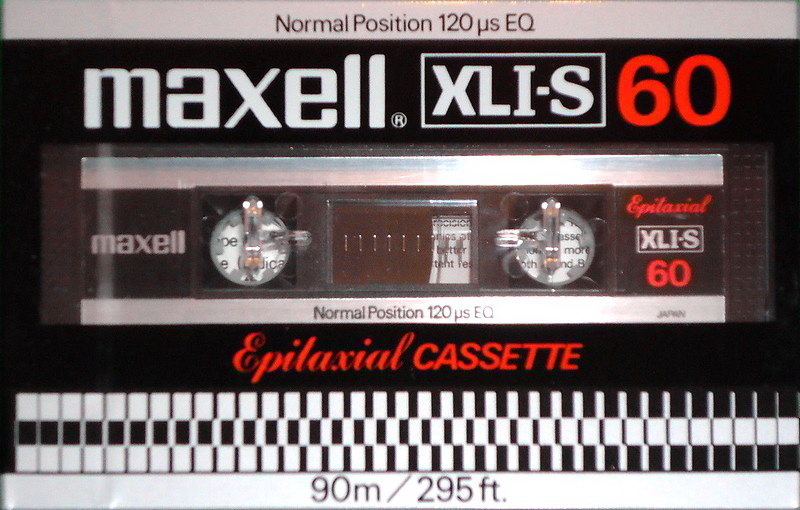 Normal Position 120 µs EQ
maxell® XLI-S 60
Epitaxial
maxell
XLI-S
60
Normal Position 120 µs EQ
JAPAN
Epitaxial CASSETTE
90m / 295 ft.